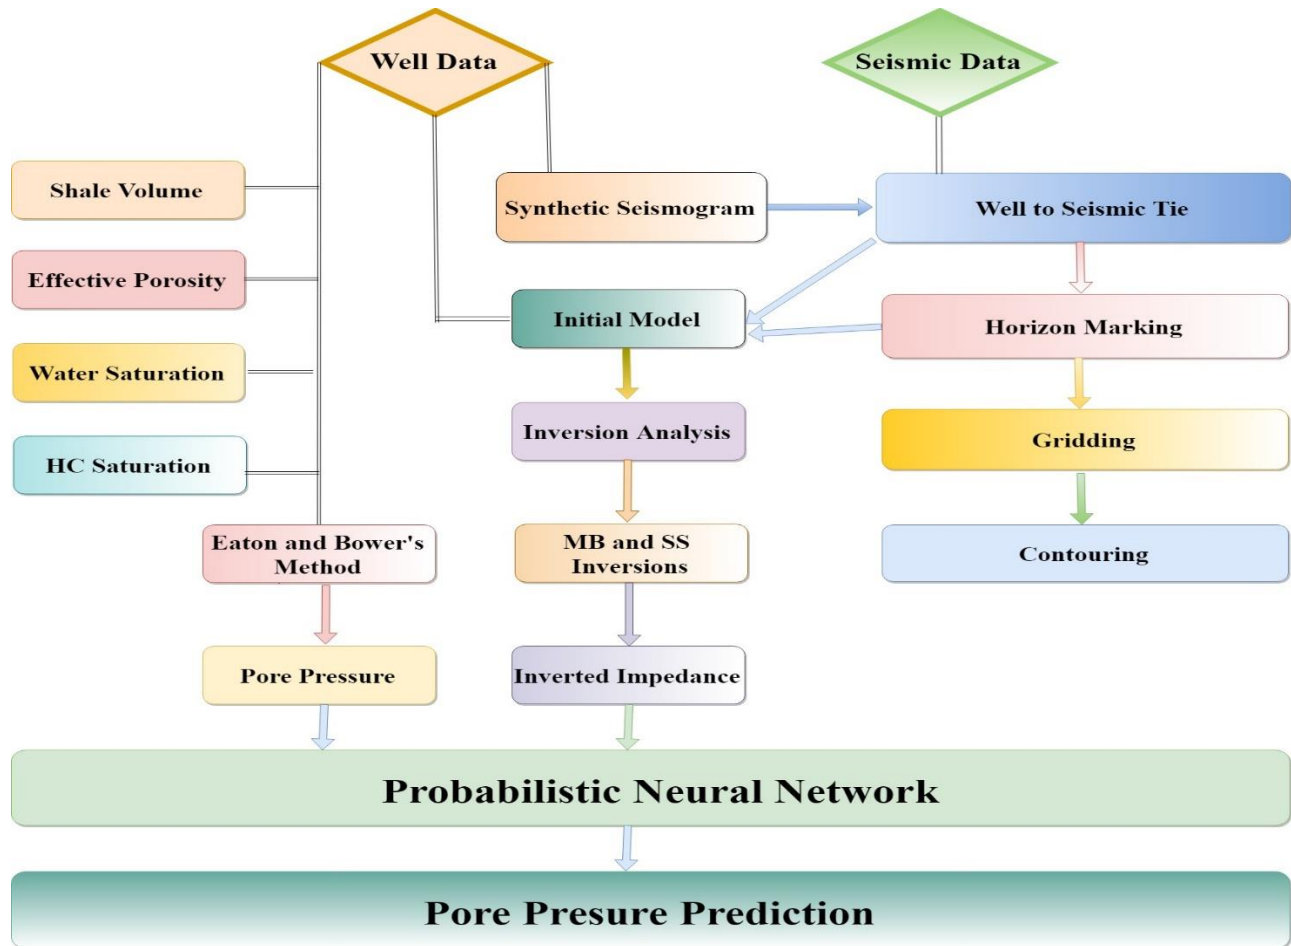 Well Data
Seismic Data
Shale Volume
Synthetic Seismogram
Well to Seismic Tie
Effective Porosity
Initial Model
Horizon Marking
Water Saturation
Inversion Analysis
Gridding
HC Saturation
Eaton and Bower's
Method
MB and SS
Inversions
Contouring
Pore Pressure
Inverted Impedance
Probabilistic Neural Network
Pore Presure Prediction